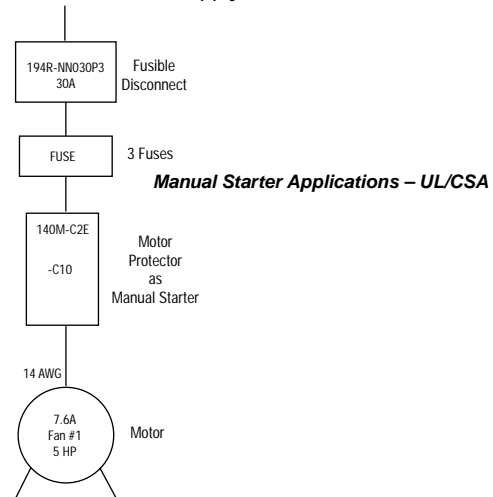 194R-NN030P3
30A
Fusible
Disconnect
FUSE
3 Fuses
Manual Starter Applications – UL/CSA
140M-C2E
-C10
Motor
Protector
as
Manual Starter
14 AWG
7.6A
Fan #1
5 HP
Motor